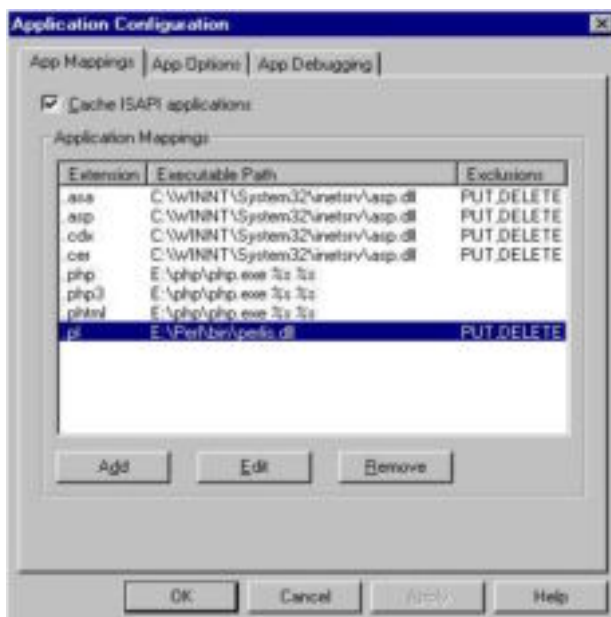 Application Configuration
App Mappings App Options App Debugging
Cache ISAPI applications
Application Mappings
Extension Executable Path Exclusions
.asa C:\WINNT\System32\inetsrv\asp.dll PUT,DELETE
.asp C:\WINNT\System32\inetsrv\asp.dll PUT,DELETE
.cdx C:\WINNT\System32\inetsrv\asp.dll PUT,DELETE
.cer C:\WINNT\System32\inetsrv\asp.dll PUT,DELETE
.php E:\php\php.exe %s %s
.php3 E:\php\php.exe %s %s
.phtml E:\php\php.exe %s %s
.pl E:\Perl\bin\perlis.dll PUT,DELETE
Add Edit Remove
OK Cancel Apply Help